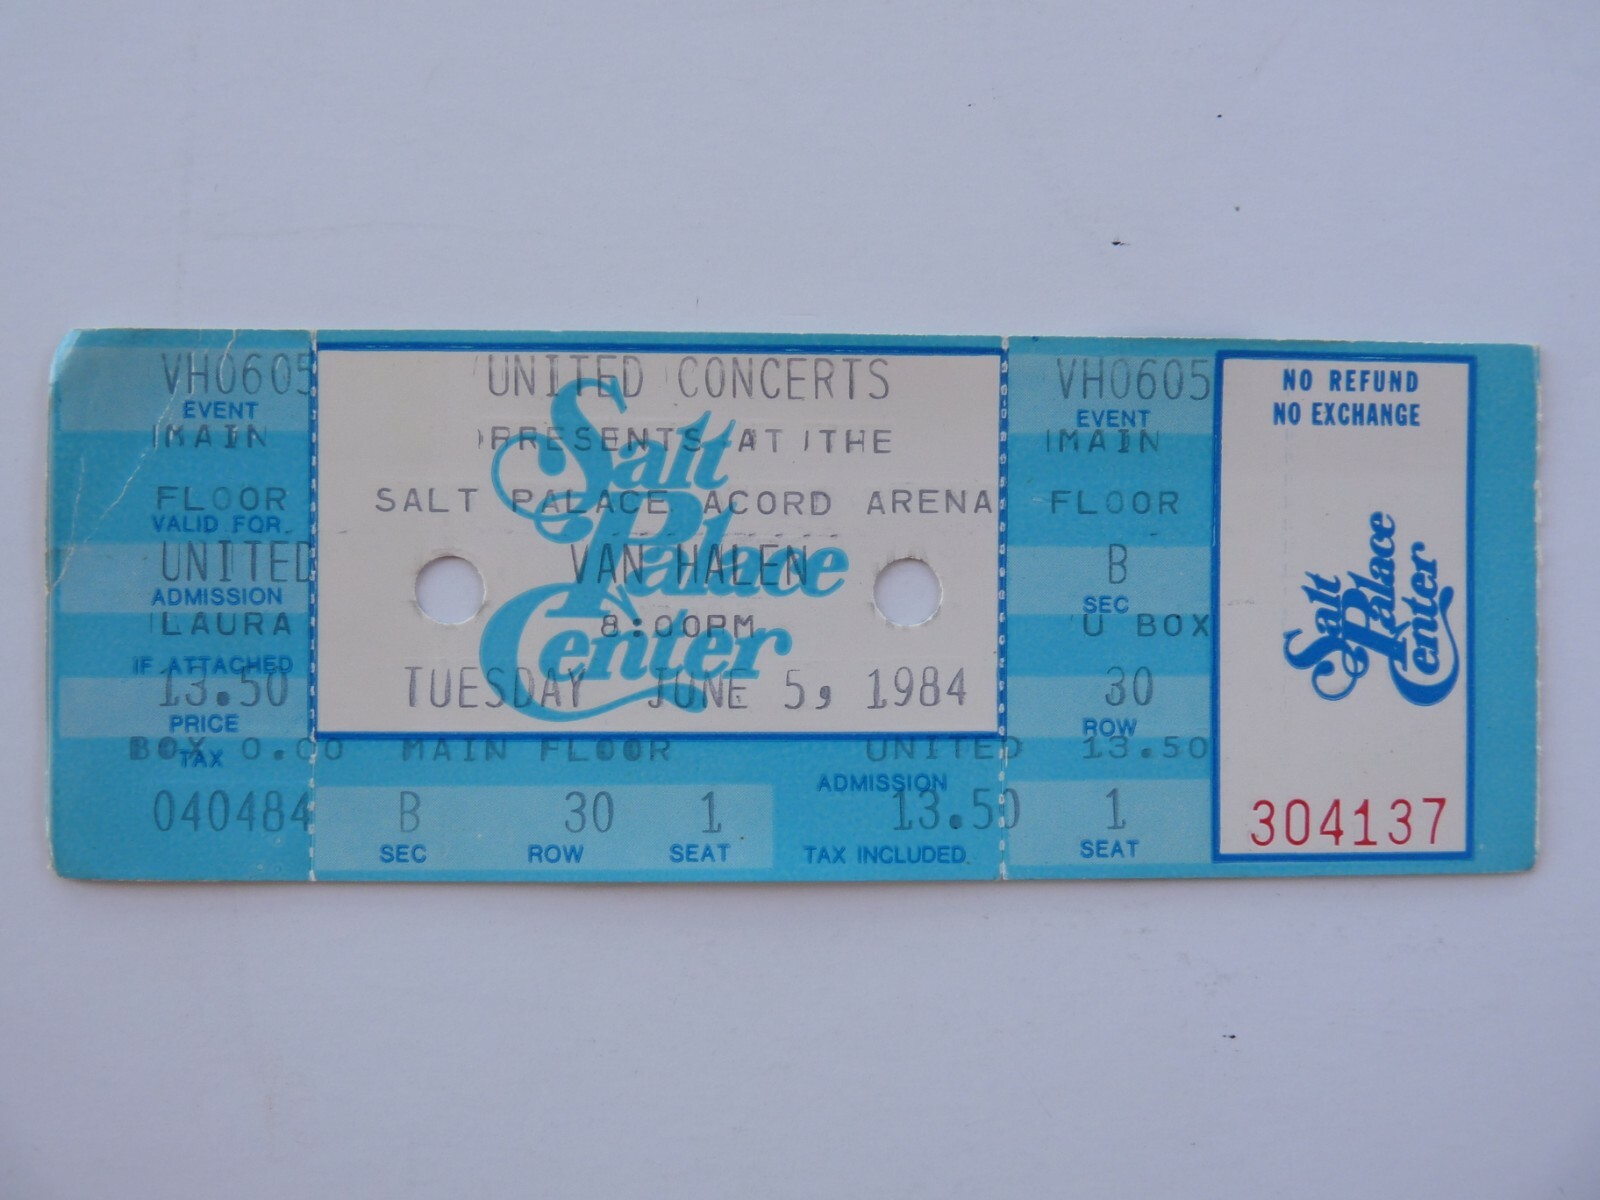 VH0605
EVENT
MAIN
FLOOR
VALID FOR
UNITED
ADMISSION
LAURA
IF ATTACHED
13.50
PRICE
BOX 0.00
TAX
040484
UNITED CONCERTS
PRESENTS AT THE
SALT PALACE ACORD ARENA
VAN HALEN
8:00PM
TUESDAY JUNE 5, 1984
Salt
Palace
Center
MAIN FLOOR UNITED
ADMISSION
B 30 1 13.50
SEC ROW SEAT TAX INCLUDED
VH0605
EVENT
MAIN
FLOOR
B
SEC
U BOX
30
ROW
13.50
1
SEAT
NO REFUND
NO EXCHANGE
Salt
Palace
Center
304137